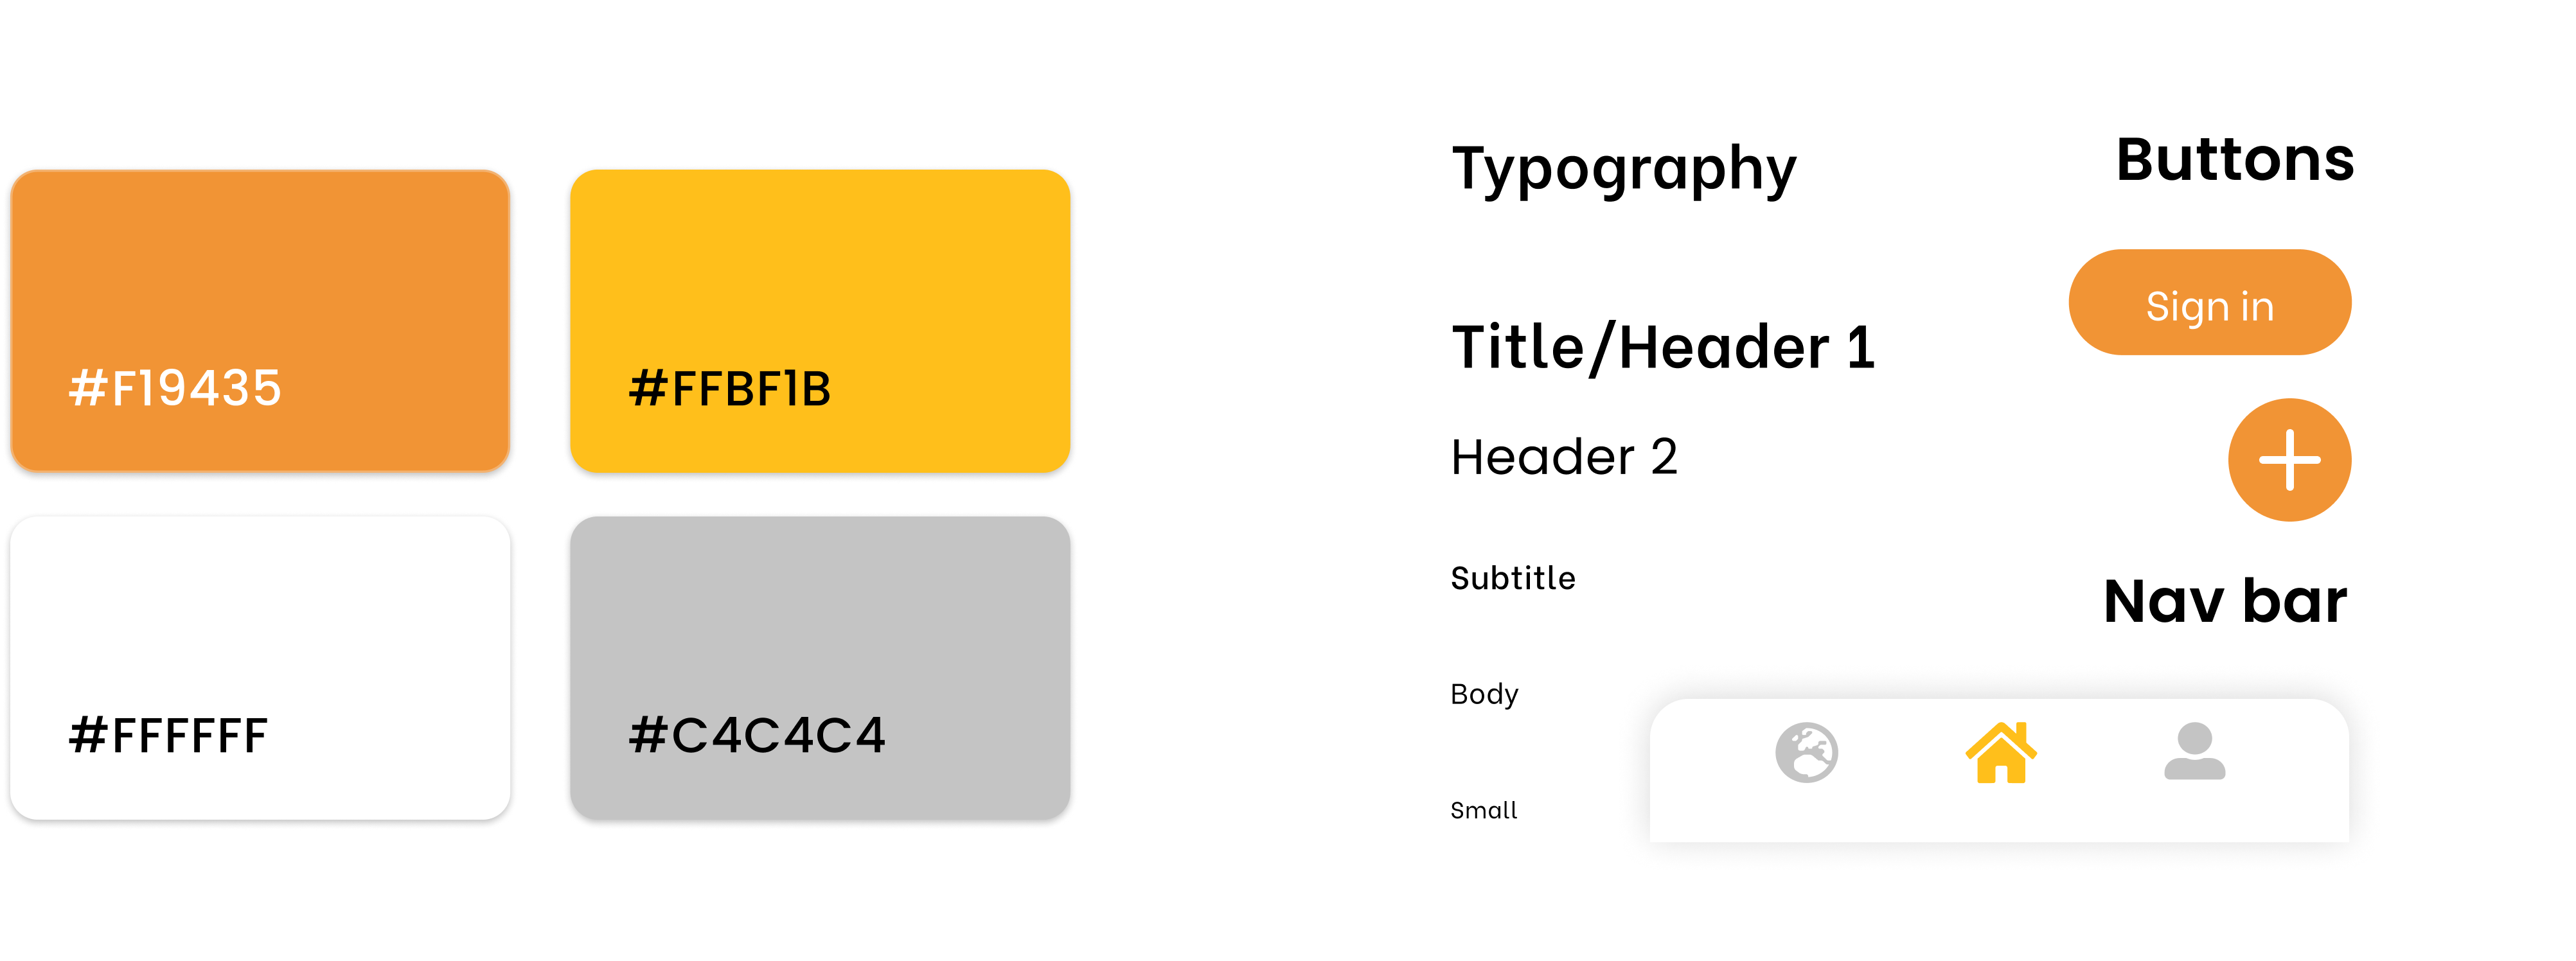 #F19435
#FFBF1B
#FFFFFF
#C4C4C4
Typography
Title/Header 1
Header 2
Subtitle
Body
Small
Buttons
Sign in
Nav bar